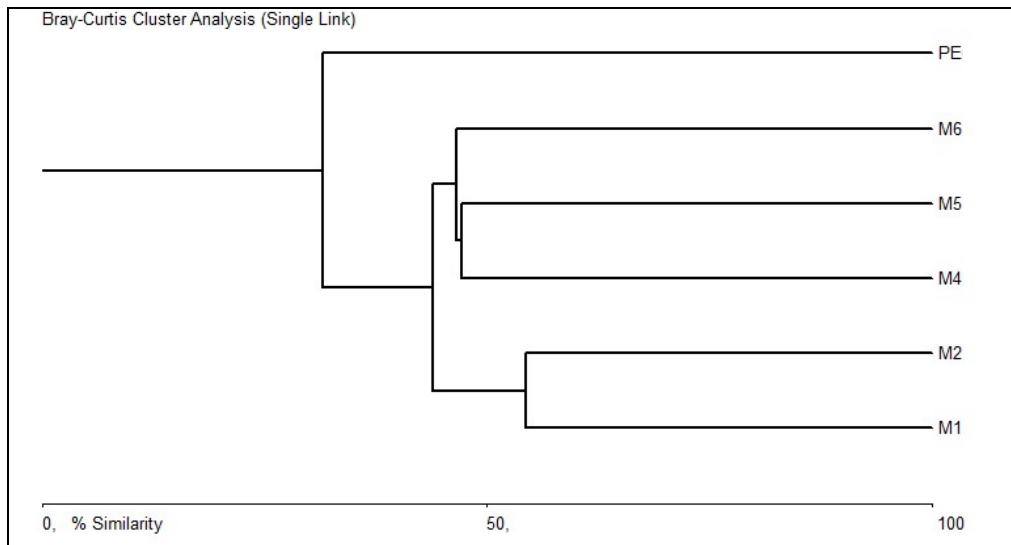 Bray-Curtis Cluster Analysis (Single Link)
PE
M6
M5
M4
M2
M1
0, % Similarity 50, 100